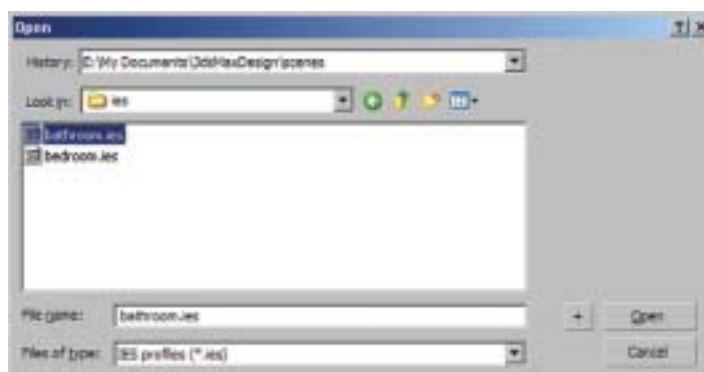 Open
History: E:\My Documents\3dsMaxDesign\scenes
Look in: ies
bathroom.ies
bedroom.ies
File name: bathroom.ies + Open
Files of type: IES profiles (*.ies) Cancel